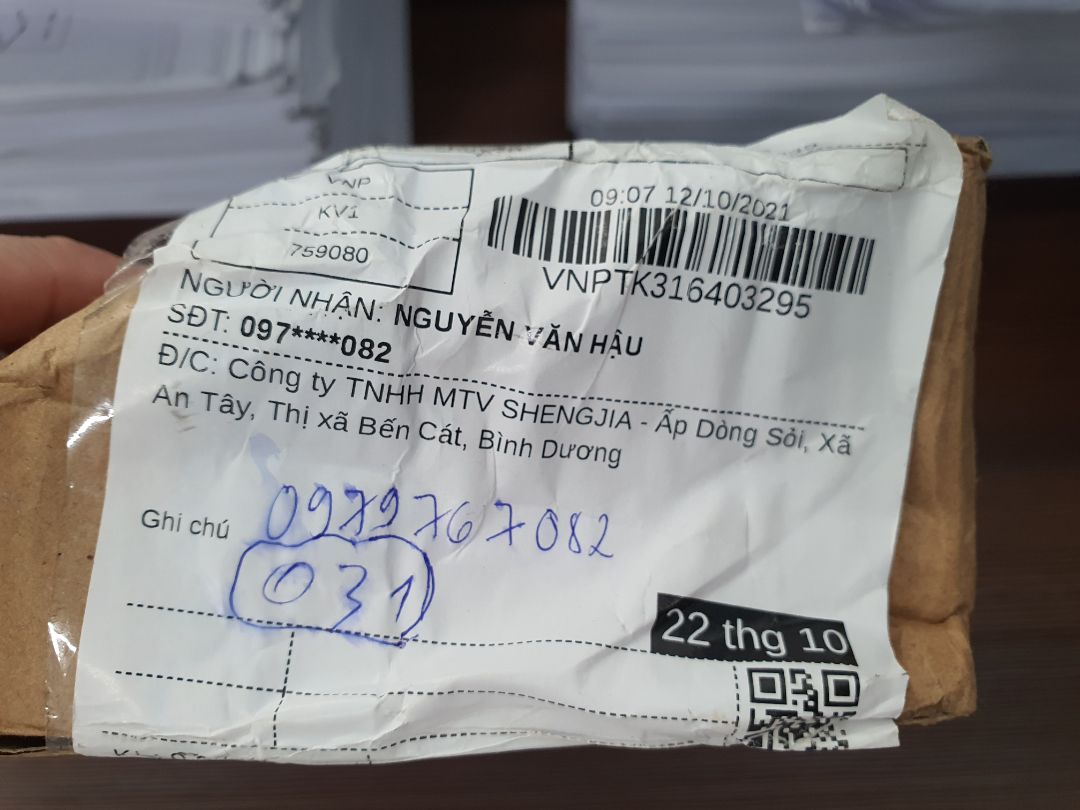 VNP
KV1
759080
09:07 12/10/2021
VNPTK316403295
NGƯỜI NHẬN: NGUYỄN VĂN HẬU
SĐT: 097****082
Đ/C: Công ty TNHH MTV SHENGJIA - Ấp Dòng Sỏi, Xã
An Tây, Thị xã Bến Cát, Bình Dương
Ghi chú
0979767082
031
22 thg 10